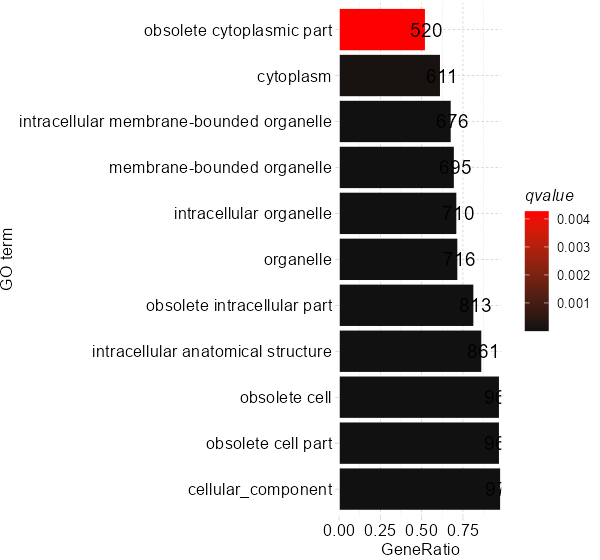 obsolete cytoplasmic part
520
cytoplasm
611
intracellular membrane-bounded organelle
676
membrane-bounded organelle
695
intracellular organelle
710
organelle
716
obsolete intracellular part
813
intracellular anatomical structure
861
obsolete cell
obsolete cell part
cellular_component
GO term
0.00 0.25 0.50 0.75
GeneRatio
qvalue
0.004
0.003
0.002
0.001